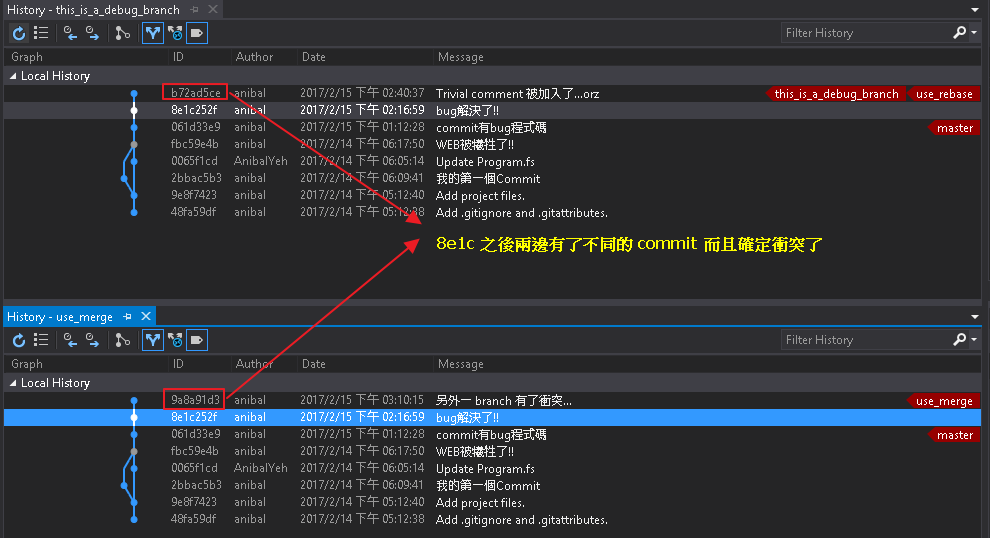 History - this_is_a_debug_branch
Filter History
Graph ID Author Date Message
Local History
b72ad5ce anibal 2017/2/15 下午 02:40:37 Trivial comment 被加入了...orz this_is_a_debug_branch use_rebase
8e1c252f anibal 2017/2/15 下午 02:16:59 bug解決了!!
061d33e9 anibal 2017/2/15 下午 01:12:28 commit有bug程式碼 master
fbc59e4b anibal 2017/2/14 下午 06:17:50 WEB被犧牲了!!
0065f1cd AnibalYeh 2017/2/14 下午 06:05:14 Update Program.fs
2bbac5b3 anibal 2017/2/14 下午 06:09:41 我的第一個Commit
9e8f7423 anibal 2017/2/14 下午 05:12:40 Add project files.
48fa59df anibal 2017/2/14 下午 05:12:38 Add .gitignore and .gitattributes.
8e1c 之後兩邊有了不同的 commit 而且確定衝突了
History - use_merge
Filter History
Graph ID Author Date Message
Local History
9a8a91d3 anibal 2017/2/15 下午 03:10:15 另外一 branch 有了衝突... use_merge
8e1c252f anibal 2017/2/15 下午 02:16:59 bug解決了!!
061d33e9 anibal 2017/2/15 下午 01:12:28 commit有bug程式碼 master
fbc59e4b anibal 2017/2/14 下午 06:17:50 WEB被犧牲了!!
0065f1cd AnibalYeh 2017/2/14 下午 06:05:14 Update Program.fs
2bbac5b3 anibal 2017/2/14 下午 06:09:41 我的第一個Commit
9e8f7423 anibal 2017/2/14 下午 05:12:40 Add project files.
48fa59df anibal 2017/2/14 下午 05:12:38 Add .gitignore and .gitattributes.